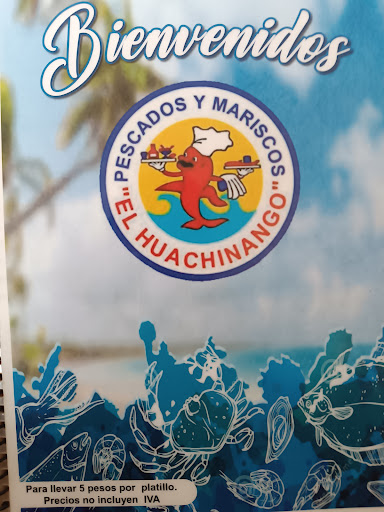 Bienvenidos
PESCADOS Y MARISCOS
"EL HUACHINANGO"
Para llevar 5 pesos por platillo.
Precios no incluyen IVA